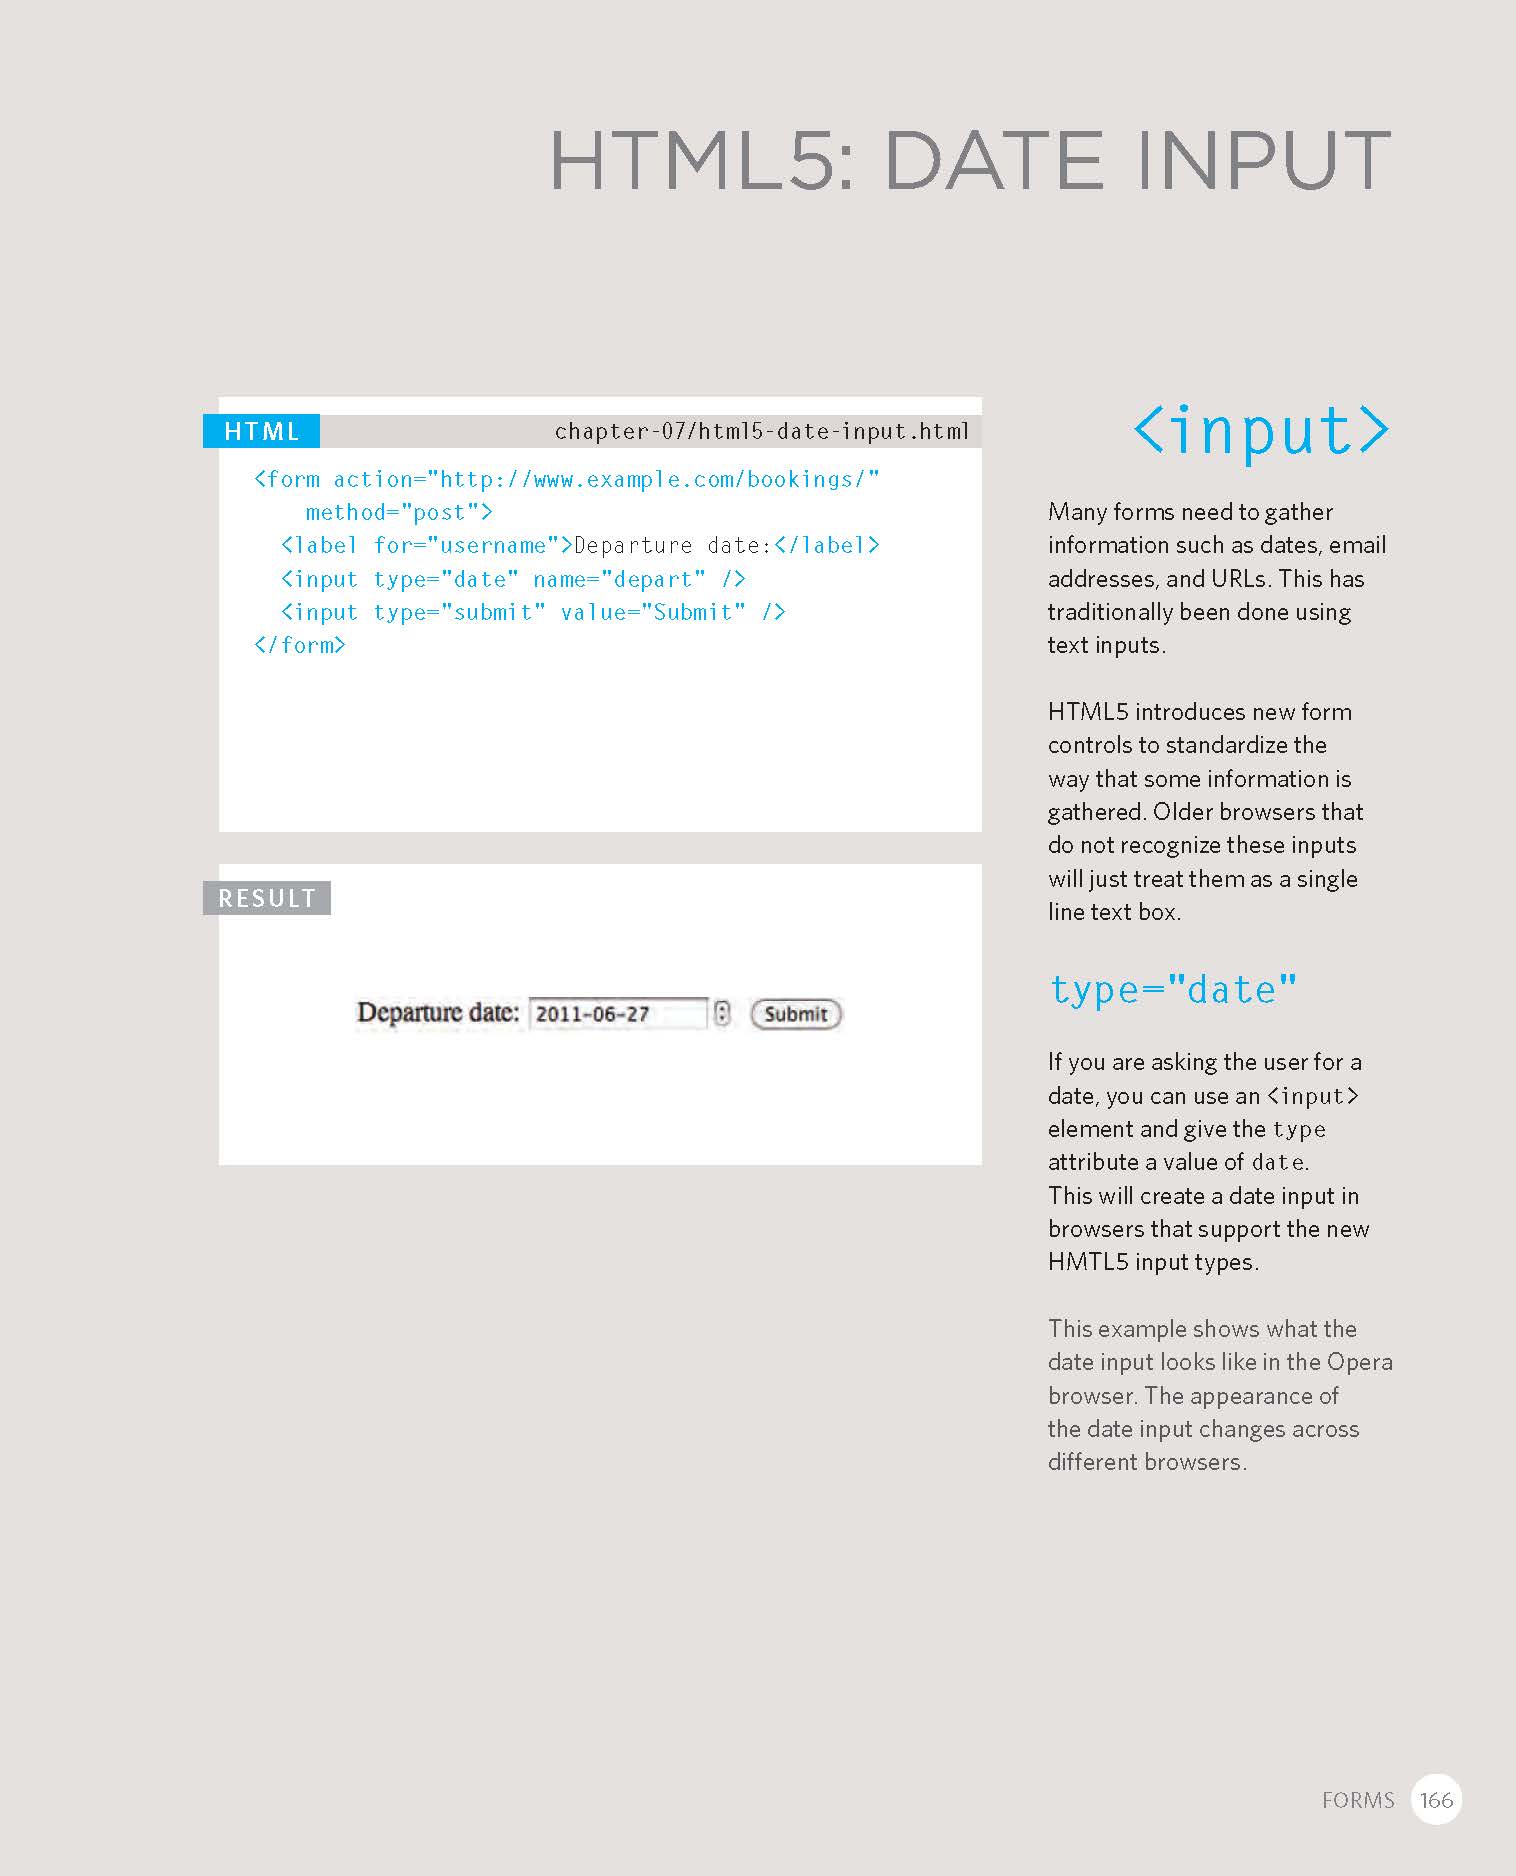 HTML5: DATE INPUT
HTML
chapter-07/html5-date-input.html
<form action="http://www.example.com/bookings/"
method="post">
<label for="username">Departure date:</label>
<input type="date" name="depart" />
<input type="submit" value="Submit" />
</form>
RESULT
Departure date: 2011-06-27 Submit
<input>
Many forms need to gather
information such as dates, email
addresses, and URLs. This has
traditionally been done using
text inputs.
HTML5 introduces new form
controls to standardize the
way that some information is
gathered. Older browsers that
do not recognize these inputs
will just treat them as a single
line text box.
type="date"
If you are asking the user for a
date, you can use an <input>
element and give the type
attribute a value of date.
This will create a date input in
browsers that support the new
HMTL5 input types.
This example shows what the
date input looks like in the Opera
browser. The appearance of
the date input changes across
different browsers.
FORMS 166